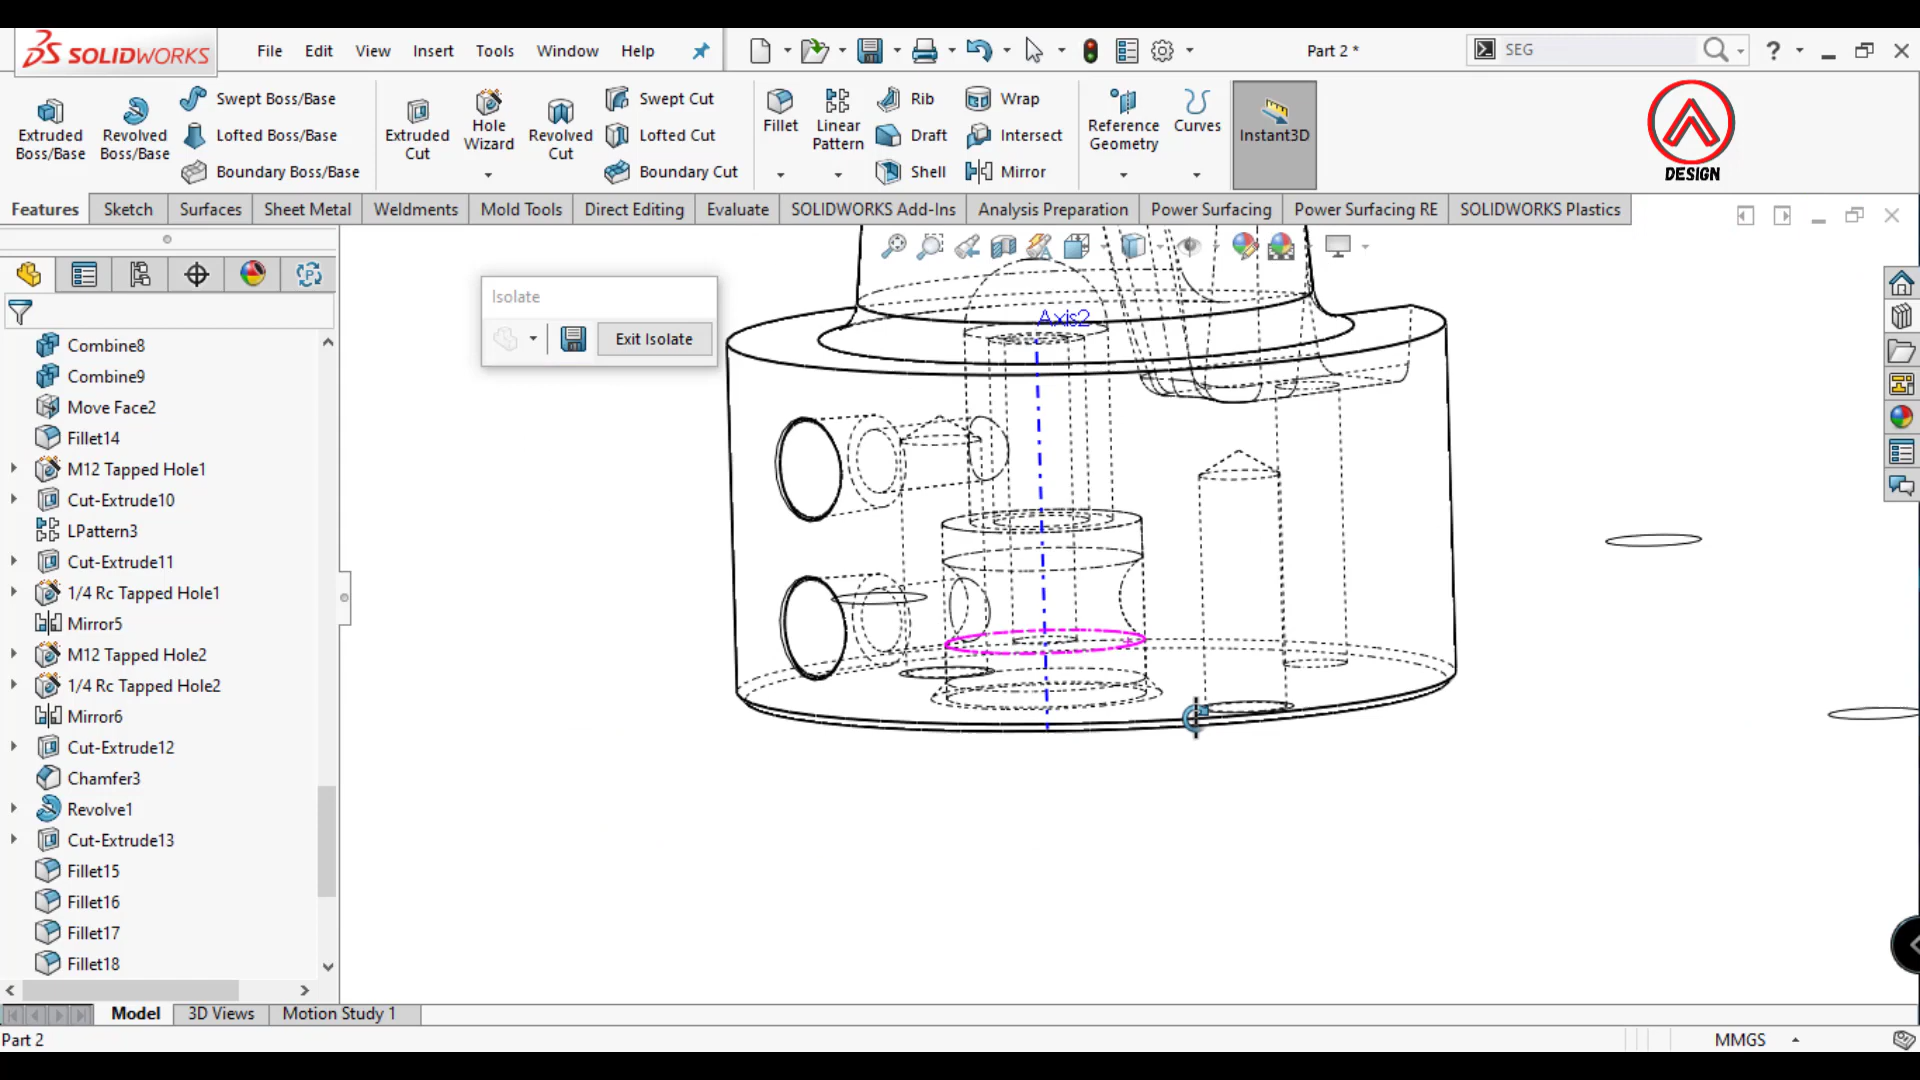 SOLIDWORKS
File Edit View Insert Tools Window Help
Part 2 *
SEG
Extruded Boss/Base
Revolved Boss/Base
Swept Boss/Base
Lofted Boss/Base
Boundary Boss/Base
Extruded Cut
Hole Wizard
Revolved Cut
Swept Cut
Lofted Cut
Boundary Cut
Fillet
Linear Pattern
Rib
Draft
Shell
Wrap
Intersect
Mirror
Reference Geometry
Curves
Instant3D
DESIGN
Features Sketch Surfaces Sheet Metal Weldments Mold Tools Direct Editing Evaluate SOLIDWORKS Add-Ins Analysis Preparation Power Surfacing Power Surfacing RE SOLIDWORKS Plastics
Isolate
Exit Isolate
Axis2
Combine8
Combine9
Move Face2
Fillet14
M12 Tapped Hole1
Cut-Extrude10
LPattern3
Cut-Extrude11
1/4 Rc Tapped Hole1
Mirror5
M12 Tapped Hole2
1/4 Rc Tapped Hole2
Mirror6
Cut-Extrude12
Chamfer3
Revolve1
Cut-Extrude13
Fillet15
Fillet16
Fillet17
Fillet18
Model 3D Views Motion Study 1
Part 2
MMGS